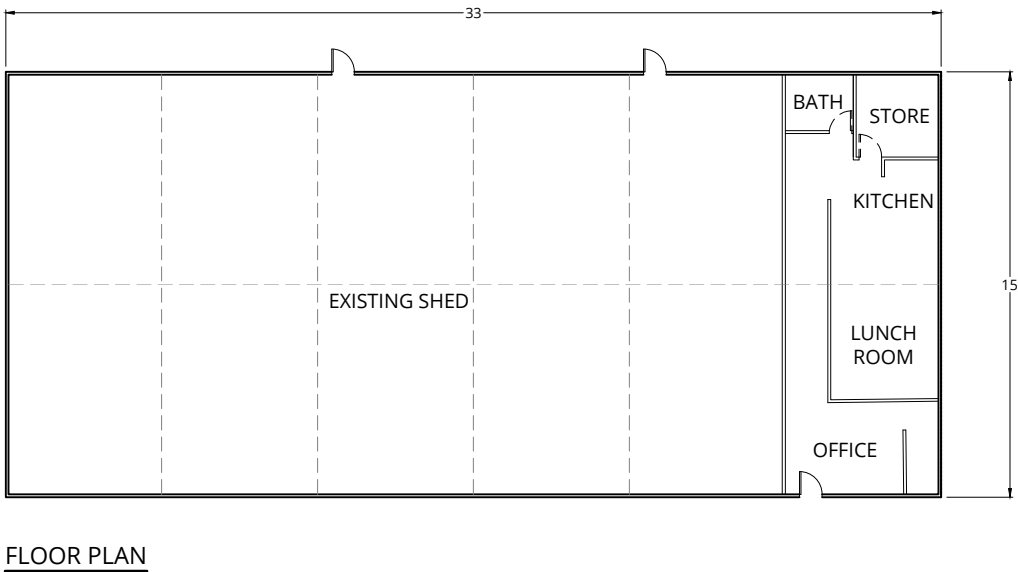 33
BATH
STORE
KITCHEN
15
EXISTING SHED
LUNCH
ROOM
OFFICE
FLOOR PLAN